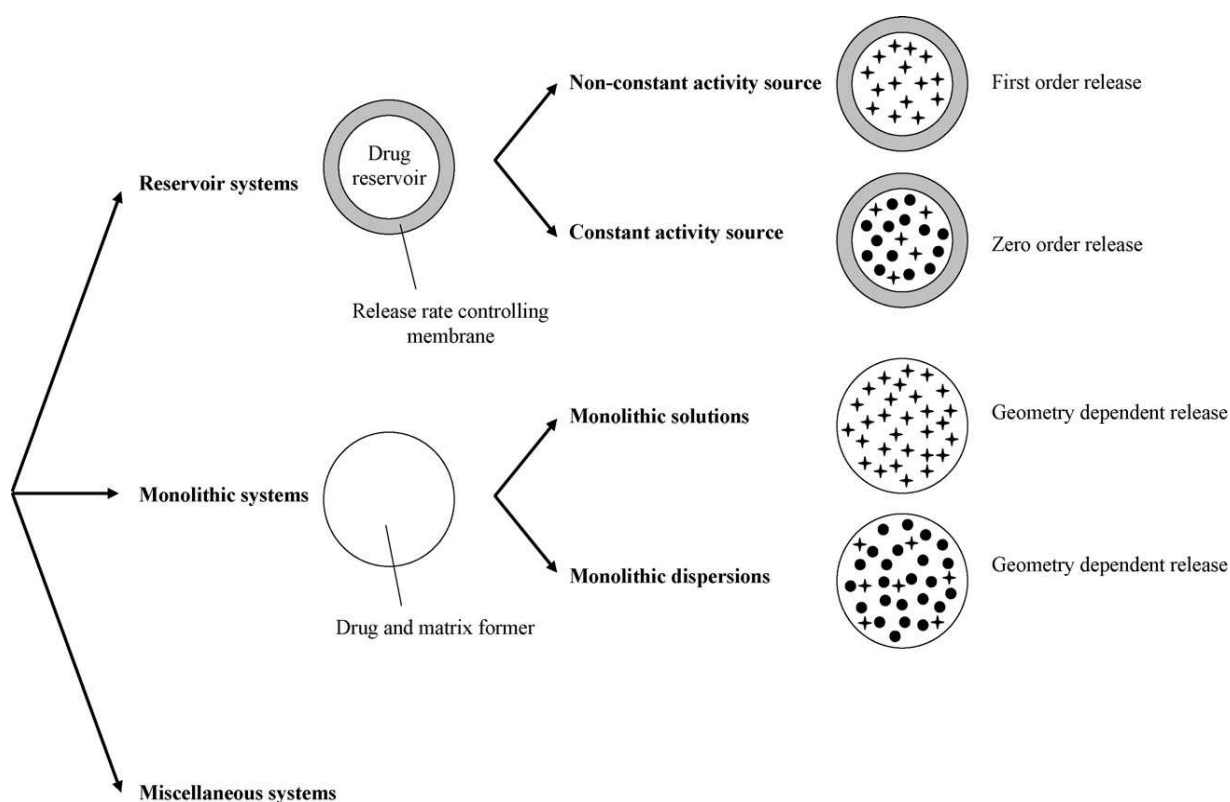 Non-constant activity source
First order release
Drug
reservoir
Reservoir systems
Constant activity source
Zero order release
Release rate controlling
membrane
Monolithic solutions
Geometry dependent release
Monolithic systems
Monolithic dispersions
Geometry dependent release
Drug and matrix former
Miscellaneous systems